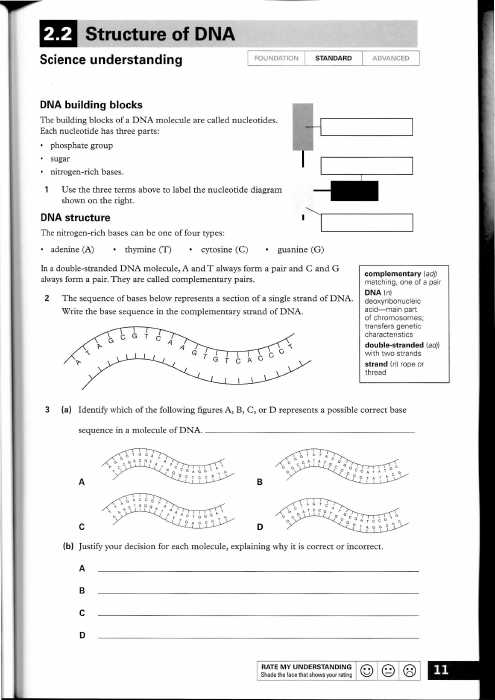 2.2 Structure of DNA
Science understanding
FOUNDATION STANDARD ADVANCED
DNA building blocks
The building blocks of a DNA molecule are called nucleotides.
Each nucleotide has three parts:
• phosphate group
• sugar
• nitrogen-rich bases.
1 Use the three terms above to label the nucleotide diagram
shown on the right.
DNA structure
The nitrogen-rich bases can be one of four types:
• adenine (A) • thymine (T) • cytosine (C) • guanine (G)
In a double-stranded DNA molecule, A and T always form a pair and C and G
always form a pair. They are called complementary pairs.
2 The sequence of bases below represents a section of a single strand of DNA.
Write the base sequence in the complementary strand of DNA.
A T A G C G T C A A G T G T C A C C C T
complementary (adj)
matching, one of a pair
DNA (n)
deoxyribonucleic
acid—main part
of chromosomes;
transfers genetic
characteristics
double-stranded (adj)
with two strands
strand (n) rope or
thread
3 (a) Identify which of the following figures A, B, C, or D represents a possible correct base
sequence in a molecule of DNA.
A
B
C
D
(b) Justify your decision for each molecule, explaining why it is correct or incorrect.
A
B
C
D
RATE MY UNDERSTANDING
Shade the face that shows your rating
11